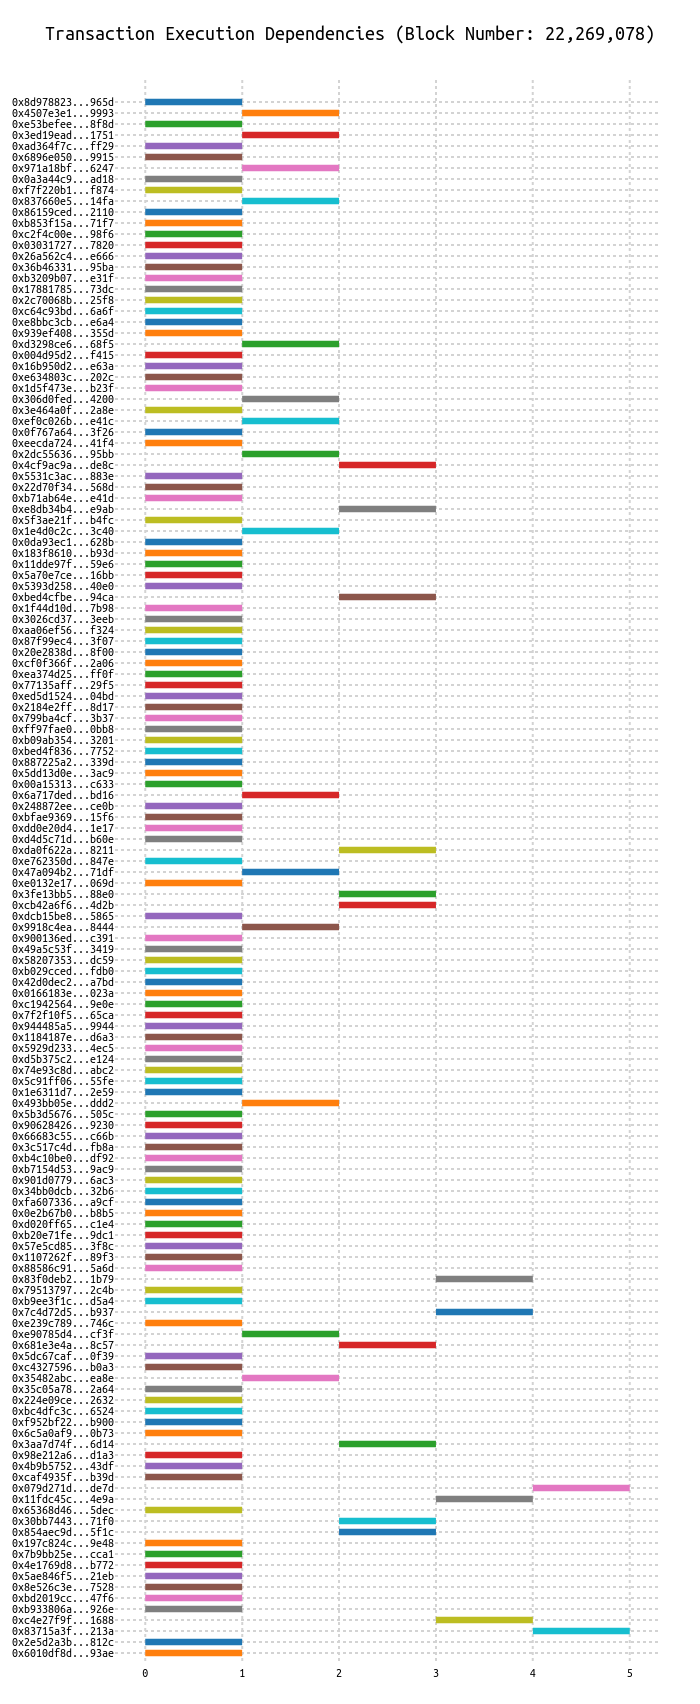 Transaction Execution Dependencies (Block Number: 22,269,078)
0x8d978823...965d
0x4507e3e1...9993
0xe53befee...8f8d
0x3ed19ead...1751
0xad364f7c...ff29
0x6896e050...9915
0x971a18bf...6247
0x0a3a44c9...ad18
0xf7f220b1...f874
0x837660e5...14fa
0x86159ced...2110
0xb853f15a...71f7
0xc2f4c00e...98f6
0x03031727...7820
0x26a562c4...e666
0x36b46331...95ba
0xb3209b07...e31f
0x17881785...73dc
0x2c70068b...25f8
0xc64c93bd...6a6f
0xe8bbc3cb...e6a4
0x939ef408...355d
0xd3298ce6...68f5
0x004d95d2...f415
0x16b950d2...e63a
0xe634803c...202c
0x1d5f473e...b23f
0x306d0fed...4200
0x3e464a0f...2a8e
0xef0c026b...e41c
0x0f767a64...3f26
0xeecda724...41f4
0x2dc55636...95bb
0x4cf9ac9a...de8c
0x5531c3ac...883e
0x22d70f34...568d
0xb71ab64e...e41d
0xe8db34b4...e9ab
0x5f3ae21f...b4fc
0x1e4d0c2c...3c40
0x0da93ec1...628b
0x183f8610...b93d
0x11dde97f...59e6
0x5a70e7ce...16bb
0x5393d258...40e0
0xbed4cfbe...94ca
0x1f44d10d...7b98
0x3026cd37...3eeb
0xaa06ef56...f324
0x87f99ec4...3f07
0x20e2838d...8f00
0xcf0f366f...2a06
0xea374d25...ff0f
0x77135aff...29f5
0xed5d1524...04bd
0x2184e2ff...8d17
0x799ba4cf...3b37
0xff97fae0...0bb8
0xb09ab354...3201
0xbed4f836...7752
0x887225a2...339d
0x5dd13d0e...3ac9
0x00a15313...c633
0x6a717ded...bd16
0x248872ee...ce0b
0xbfae9369...15f6
0xdd0e20d4...1e17
0xd4d5c71d...b60e
0xda0f622a...8211
0xe762350d...847e
0x47a094b2...71df
0xe0132e17...069d
0x3fe13bb5...88e0
0xcb42a6f6...4d2b
0xdcb15be8...5865
0x9918c4ea...8444
0x900136ed...c391
0x49a5c53f...3419
0x58207353...dc59
0xb029cced...fdb0
0x42d0dec2...a7bd
0x0166183e...023a
0xc1942564...9e0e
0x7f2f10f5...65ca
0x944485a5...9944
0x1184187e...d6a3
0x5929d233...4ec5
0xd5b375c2...e124
0x74e93c8d...abc2
0x5c91ff06...55fe
0x1e6311d7...2e59
0x493bb05e...ddd2
0x5b3d5676...505c
0x90628426...9230
0x66683c55...c66b
0x3c517c4d...fb8a
0xb4c10be0...df92
0xb7154d53...9ac9
0x901d0779...6ac3
0x34bb0dcb...32b6
0xfa607336...a9cf
0x0e2b67b0...b8b5
0xd020ff65...c1e4
0xb20e71fe...9dc1
0x57e5cd85...3f8c
0x1107262f...89f3
0x88586c91...5a6d
0x83f0deb2...1b79
0x79513797...2c4b
0xb9ee3f1c...d5a4
0x7c4d72d5...b937
0xe239c789...746c
0xe90785d4...cf3f
0x681e3e4a...8c57
0x5dc67caf...0f39
0xc4327596...b0a3
0x35482abc...ea8e
0x35c05a78...2a64
0x224e09ce...2632
0xbc4dfc3c...6524
0xf952bf22...b900
0x6c5a0af9...0b73
0x3aa7d74f...6d14
0x98e212a6...d1a3
0x4b9b5752...43df
0xcaf4935f...b39d
0x079d271d...de7d
0x11fdc45c...4e9a
0x65368d46...5dec
0x30bb7443...71f0
0x854aec9d...5f1c
0x197c824c...9e48
0x7b9bb25e...cca1
0x4e1769d8...b772
0x5ae846f5...21eb
0x8e526c3e...7528
0xbd2019cc...47f6
0xb933806a...926e
0xc4e27f9f...1688
0x83715a3f...213a
0x2e5d2a3b...812c
0x6010df8d...93ae
0 1 2 3 4 5